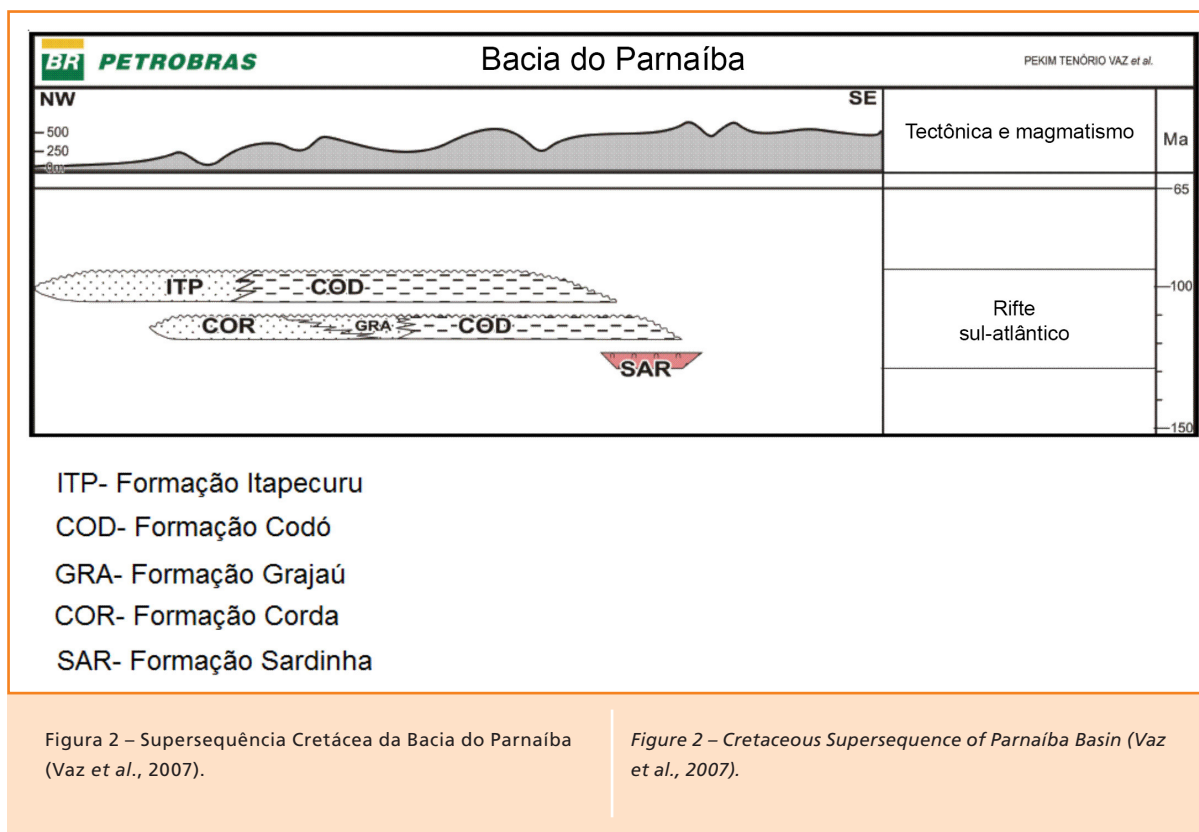 BR PETROBRAS
Bacia do Parnaíba
PEKIM TENÓRIO VAZ et al.
NW
SE
500
250
0m
Tectônica e magmatismo
Ma
65
ITP
COD
100
COR
GRA
COD
Rifte
sul-atlântico
SAR
150
ITP- Formação Itapecuru
COD- Formação Codó
GRA- Formação Grajaú
COR- Formação Corda
SAR- Formação Sardinha
Figura 2 – Supersequência Cretácea da Bacia do Parnaíba
(Vaz et al., 2007).
Figure 2 – Cretaceous Supersequence of Parnaíba Basin (Vaz
et al., 2007).